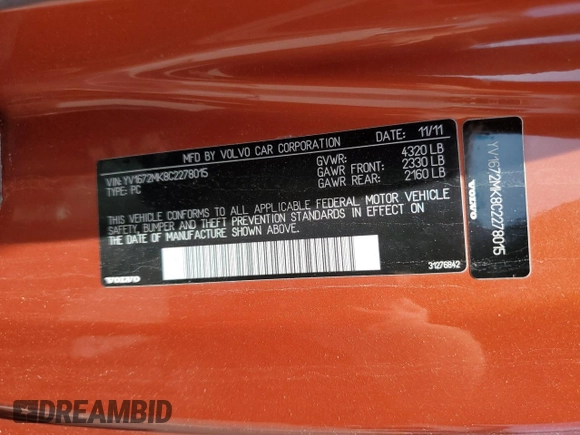 MFD BY VOLVO CAR CORPORATION DATE: 11/11
VIN: YV1672MK8C2278015 GVWR: 4320 LB
TYPE: PC GAWR FRONT: 2330 LB
GAWR REAR: 2160 LB
THIS VEHICLE CONFORMS TO ALL APPLICABLE FEDERAL MOTOR VEHICLE
SAFETY, BUMPER AND THEFT PREVENTION STANDARDS IN EFFECT ON
THE DATE OF MANUFACTURE SHOWN ABOVE.
VOLVO 31276842
VOLVO
YV1672MK8C2278015
DREAMBID